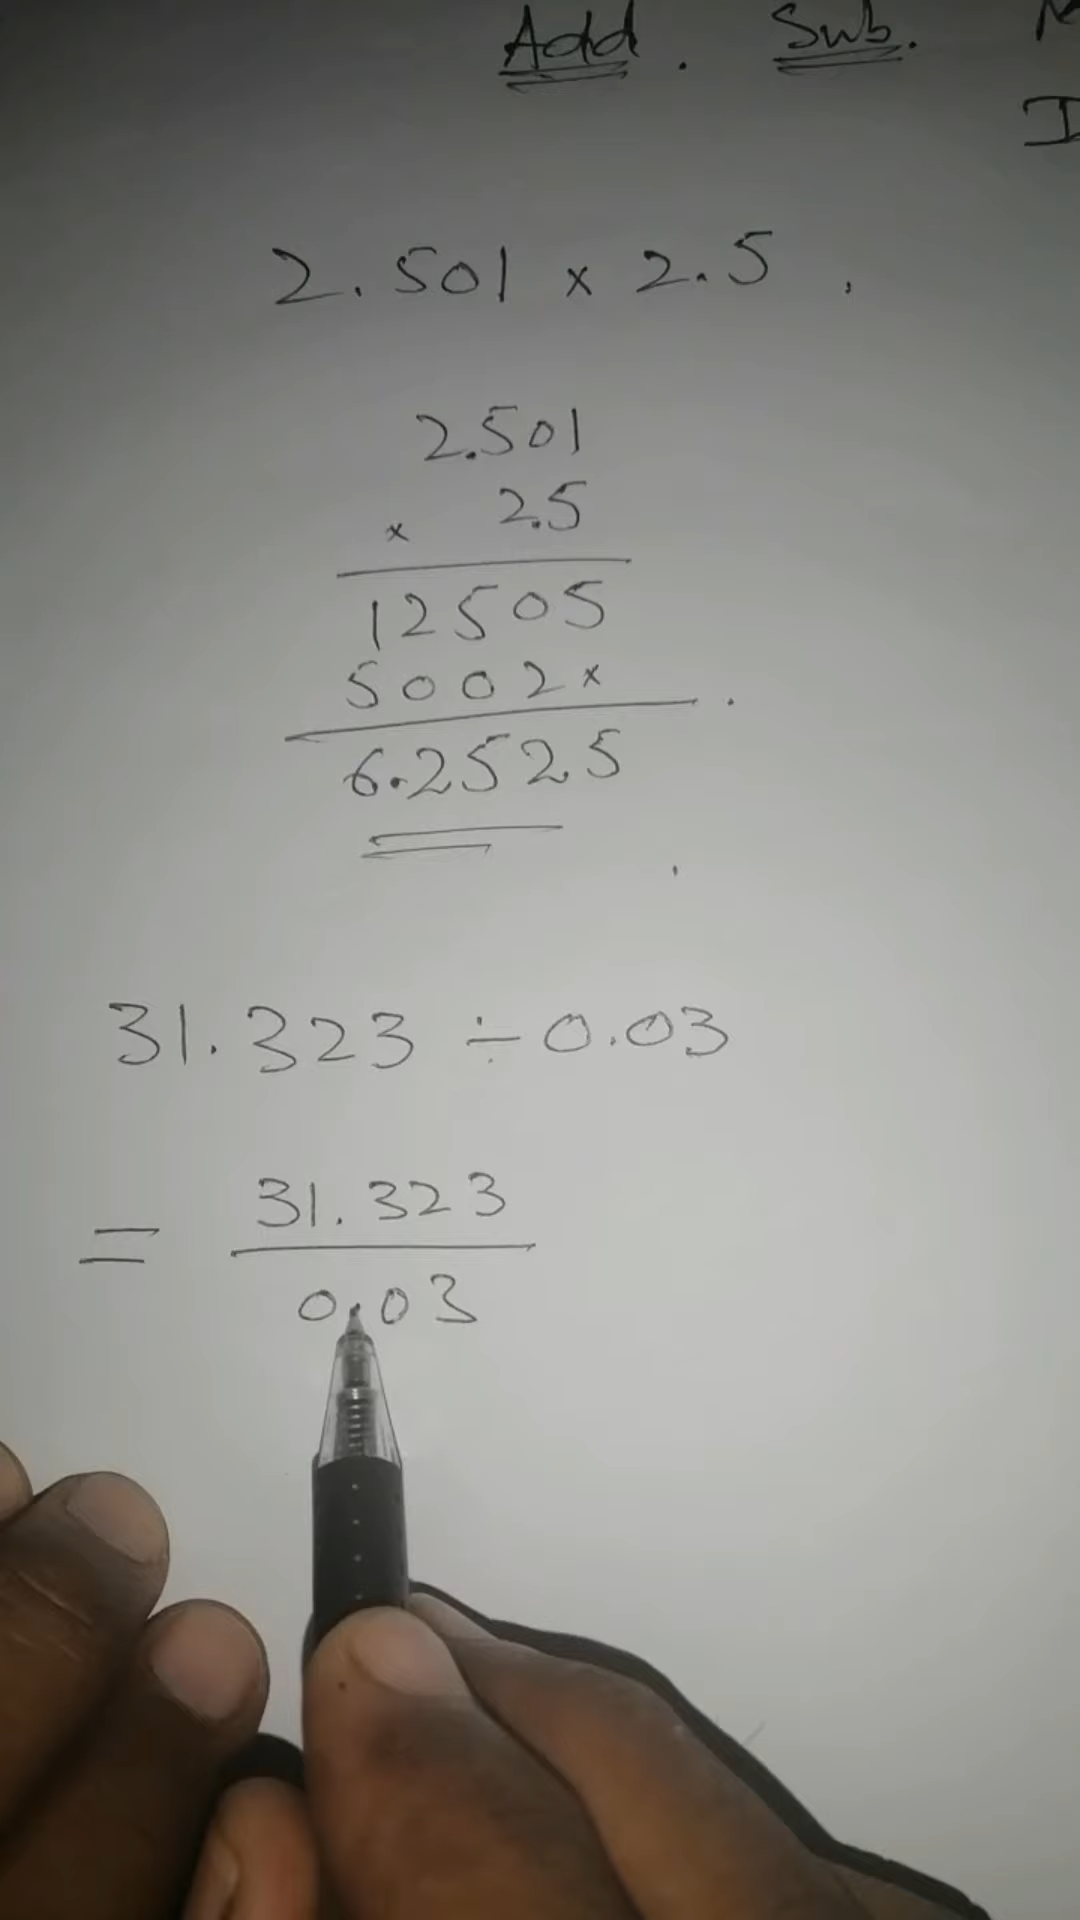 Add. Sub.
2.501 x 2.5
2.501
x 2.5
12505
5002x
6.2525
31.323 ÷ 0.03
= 31.323
0.03